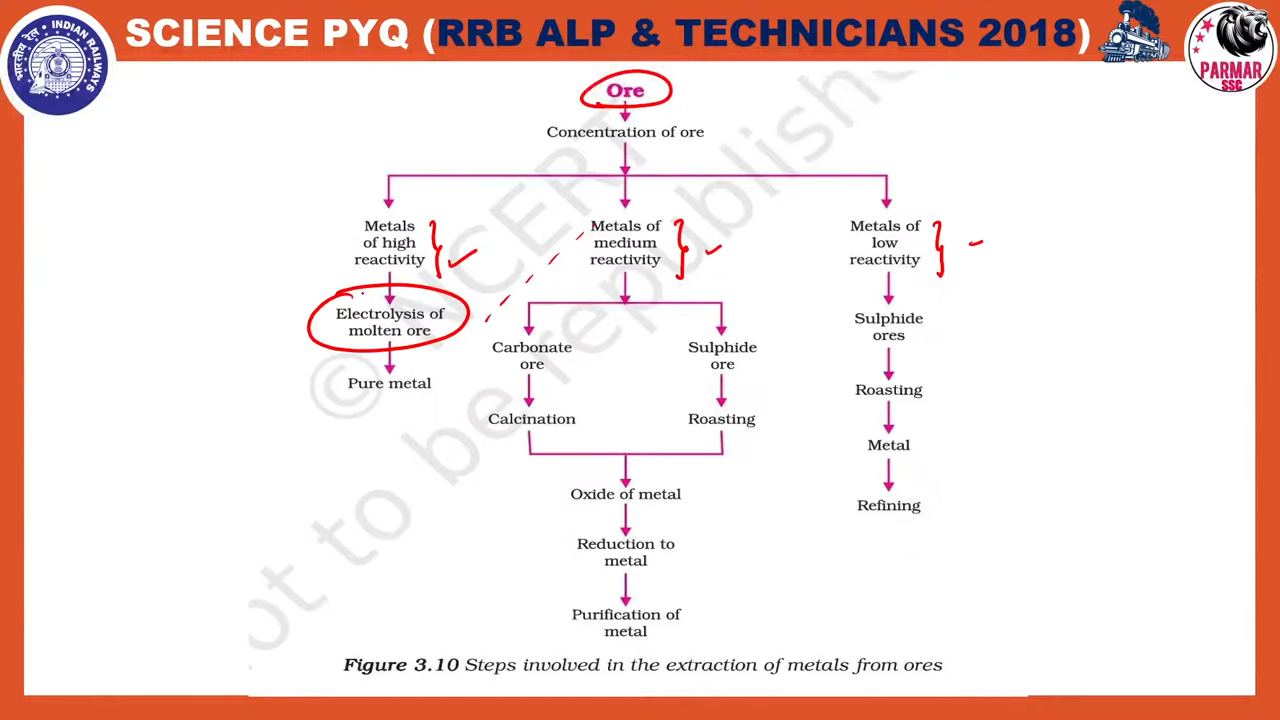 SCIENCE PYQ (RRB ALP & TECHNICIANS 2018)
भारतीय रेल
INDIAN RAILWAYS
PARMAR
SSC
Ore
Concentration of ore
Metals
of high
reactivity
Metals of
medium
reactivity
Metals of
low
reactivity
Electrolysis of
molten ore
Sulphide
ores
Carbonate
ore
Sulphide
ore
Pure metal
Roasting
Calcination
Roasting
Metal
Oxide of metal
Refining
Reduction to
metal
Purification of
metal
Figure 3.10 Steps involved in the extraction of metals from ores
© NCERT
not to be republished